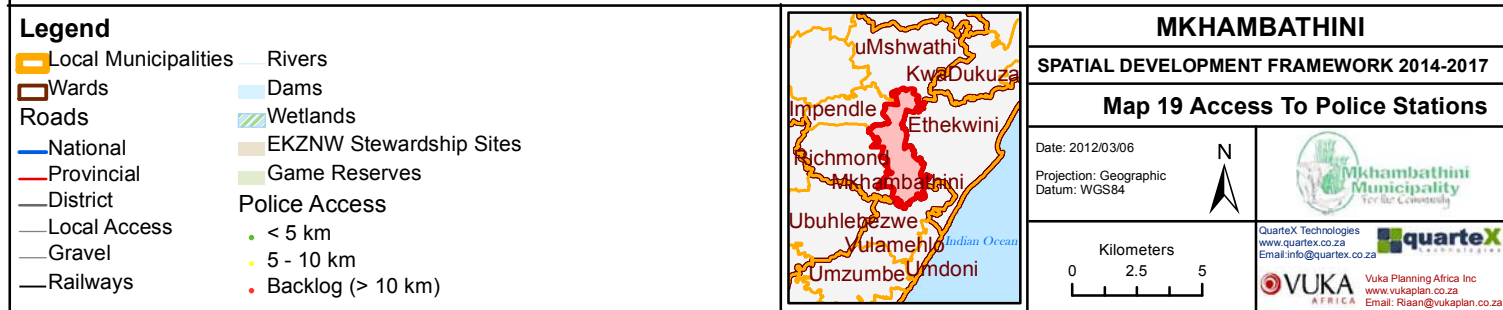 Legend
Local Municipalities
Wards
Roads
National
Provincial
District
Local Access
Gravel
Railways
Rivers
Dams
Wetlands
EKZNW Stewardship Sites
Game Reserves
Police Access
< 5 km
5 - 10 km
Backlog (> 10 km)
uMshwathi
KwaDukuza
Impendle
Ethekwini
Richmond
Mkhambathini
Ubuhlebezwe
Vulamehlo
Indian Ocean
Umzumbe
Umdoni
MKHAMBATHINI
SPATIAL DEVELOPMENT FRAMEWORK 2014-2017
Map 19 Access To Police Stations
Date: 2012/03/06
Projection: Geographic
Datum: WGS84
N
Mkhambathini
Municipality
For the Community
Kilometers
0 2.5 5
QuarteX Technologies
www.quartex.co.za
Email:info@quartex.co.za
quarteX
technologies
VUKA
AFRICA
Vuka Planning Africa Inc
www.vukaplan.co.za
Email: Riaan@vukaplan.co.za